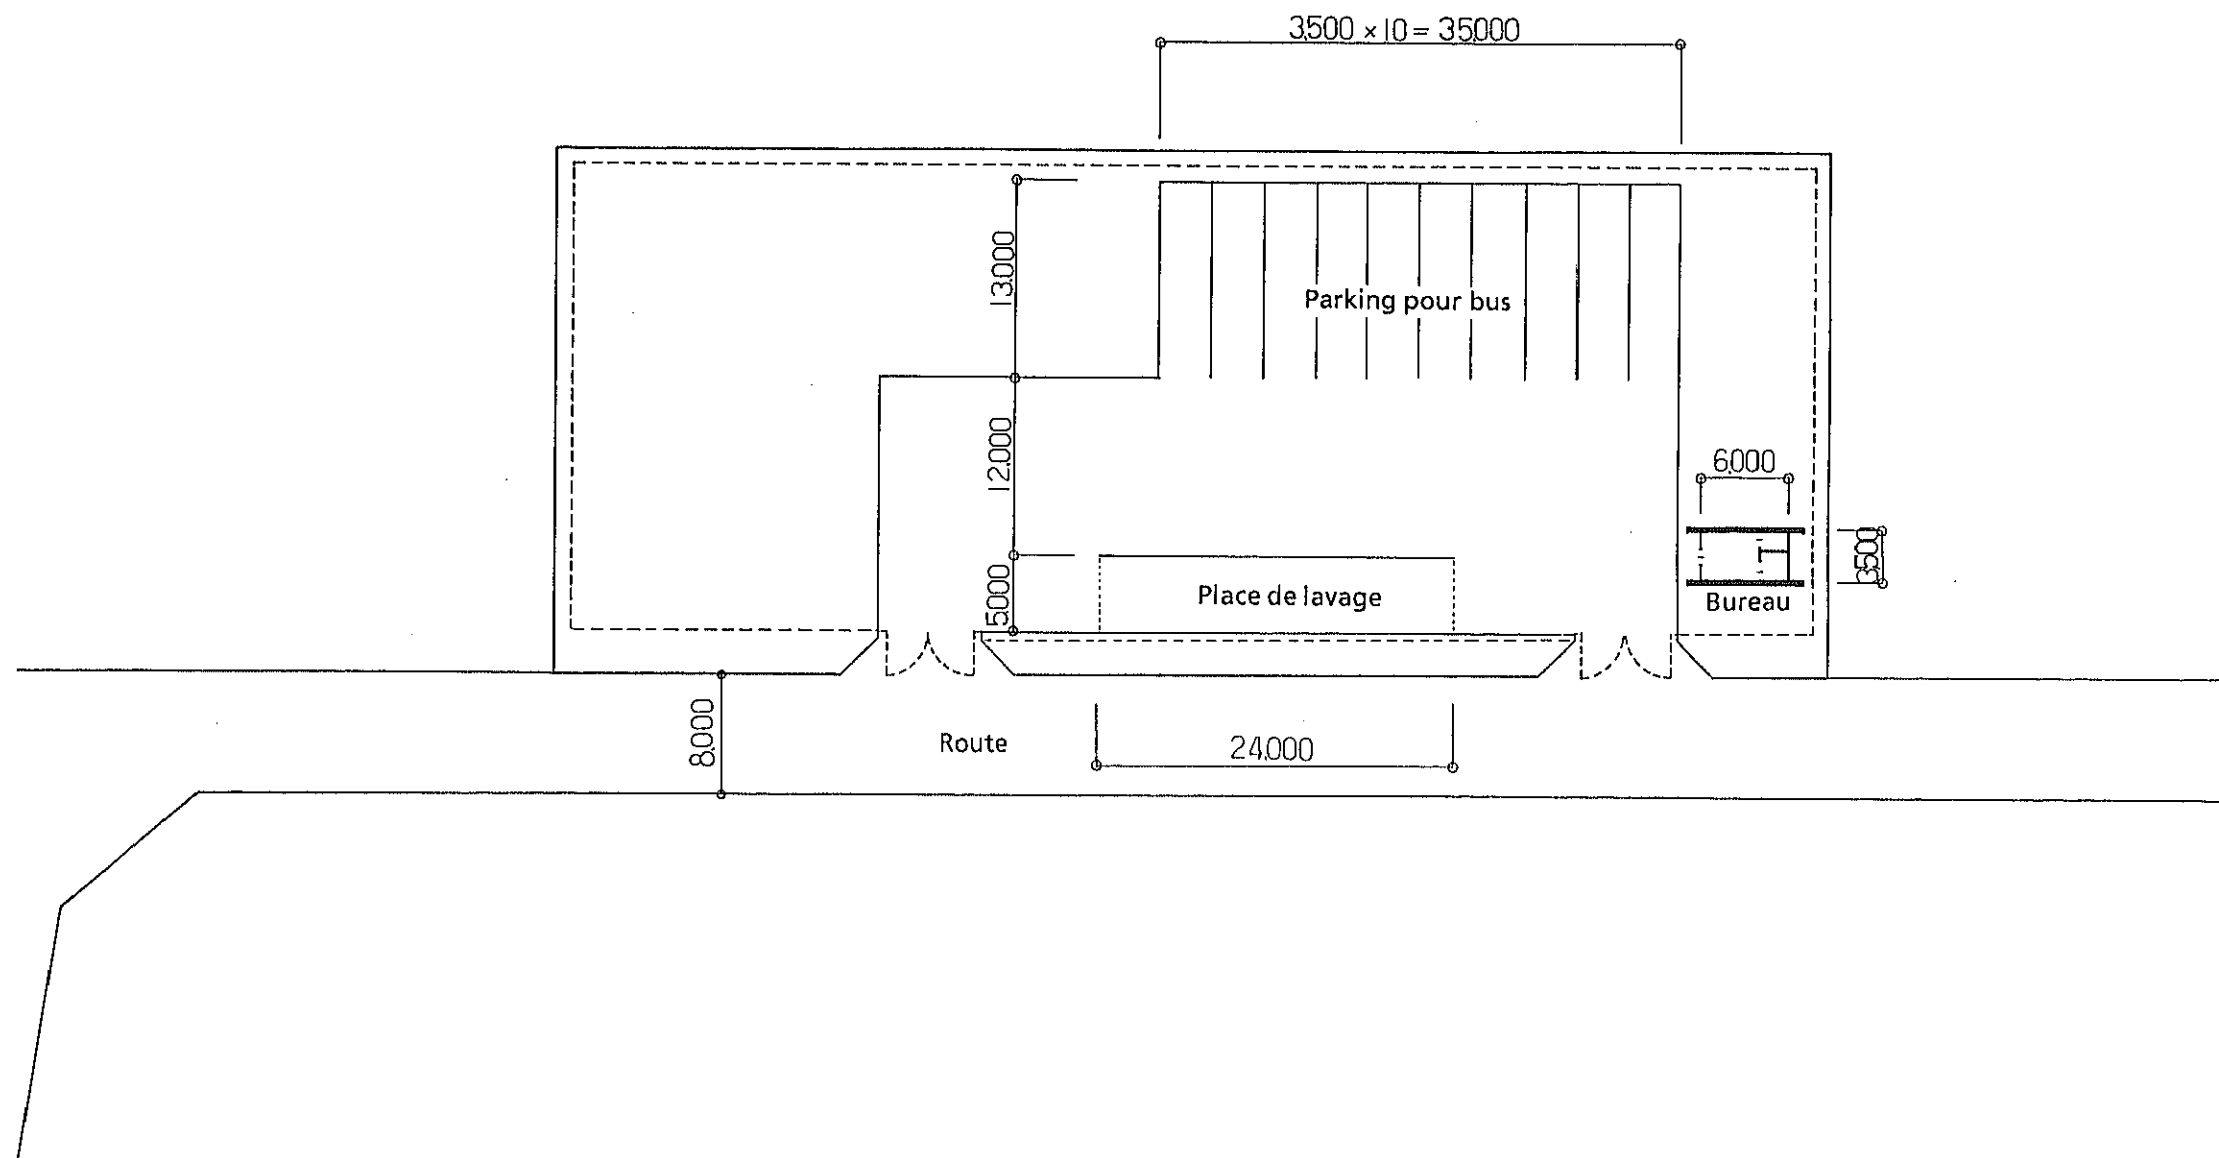 3,500 × 10 = 35,000
13,000
Parking pour bus
12,000
6,000
3,500
5,000
Place de lavage
Bureau
8,000
Route
24,000